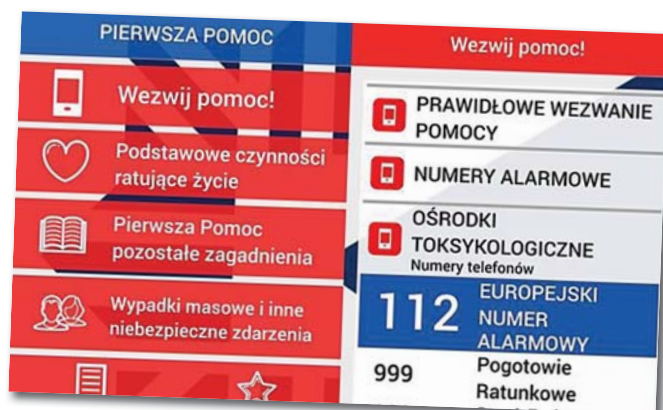 PIERWSZA POMOC
Wezwij pomoc!
Podstawowe czynności
ratujące życie
Pierwsza Pomoc
pozostałe zagadnienia
Wypadki masowe i inne
niebezpieczne zdarzenia
Wezwij pomoc!
PRAWIDŁOWE WEZWANIE
POMOCY
NUMERY ALARMOWE
OŚRODKI
TOKSYKOLOGICZNE
Numery telefonów
112 EUROPEJSKI
NUMER
ALARMOWY
999 Pogotowie
Ratunkowe